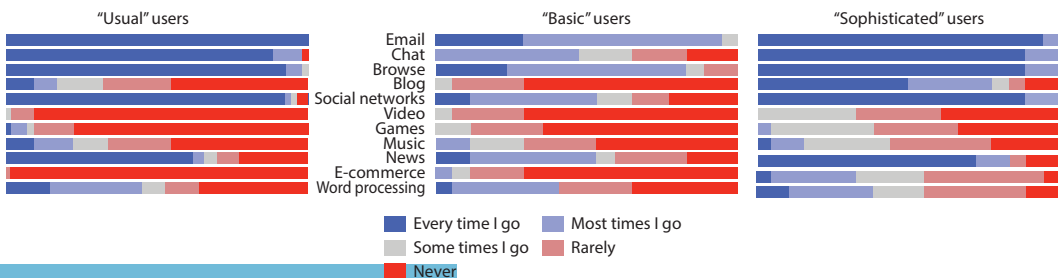 “Usual” users “Basic” users “Sophisticated” users
Email
Chat
Browse
Blog
Social networks
Video
Games
Music
News
E-commerce
Word processing
Every time I go Most times I go
Some times I go Rarely
Never